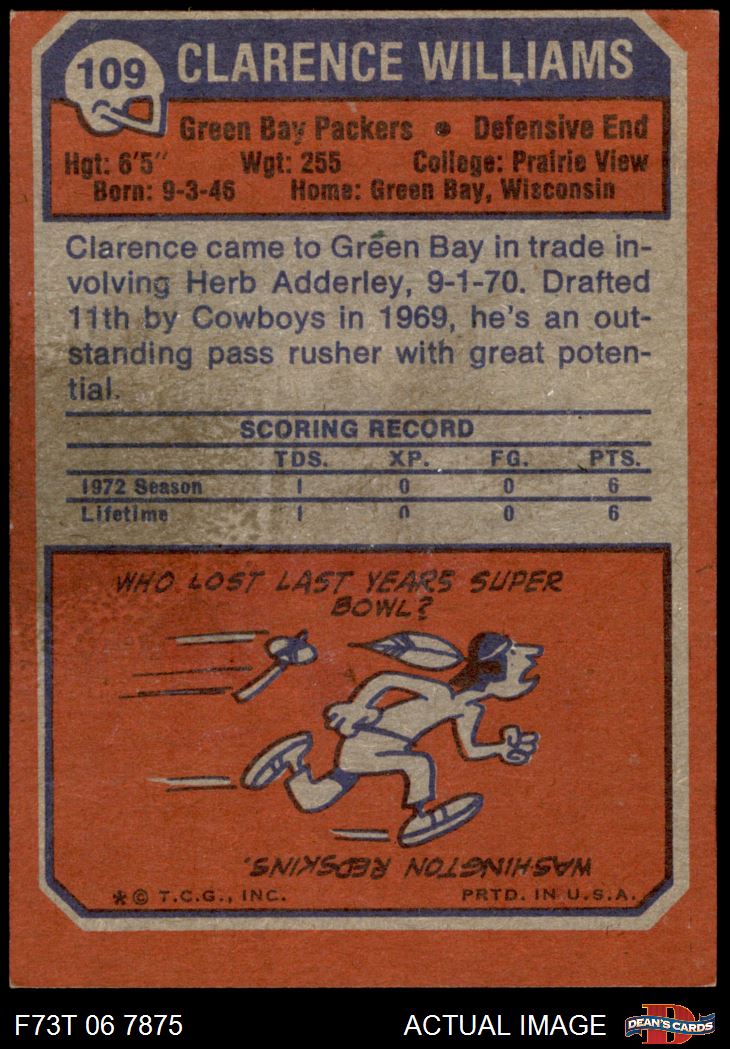 109
CLARENCE WILLIAMS
Green Bay Packers • Defensive End
Hgt: 6'5" Wgt: 255 College: Prairie View
Born: 9-3-46 Home: Green Bay, Wisconsin
Clarence came to Green Bay in trade in-
volving Herb Adderley, 9-1-70. Drafted
11th by Cowboys in 1969, he's an out-
standing pass rusher with great poten-
tial.
SCORING RECORD
TDS. XP. FG. PTS.
1972 Season 1 0 0 6
Lifetime 1 0 0 6
WHO LOST LAST YEARS SUPER
BOWL?
WASHINGTON REDSKINS.
*© T.C.G., INC. PRTD. IN U.S.A.
F73T 06 7875 ACTUAL IMAGE
D
DEAN'S CARDS